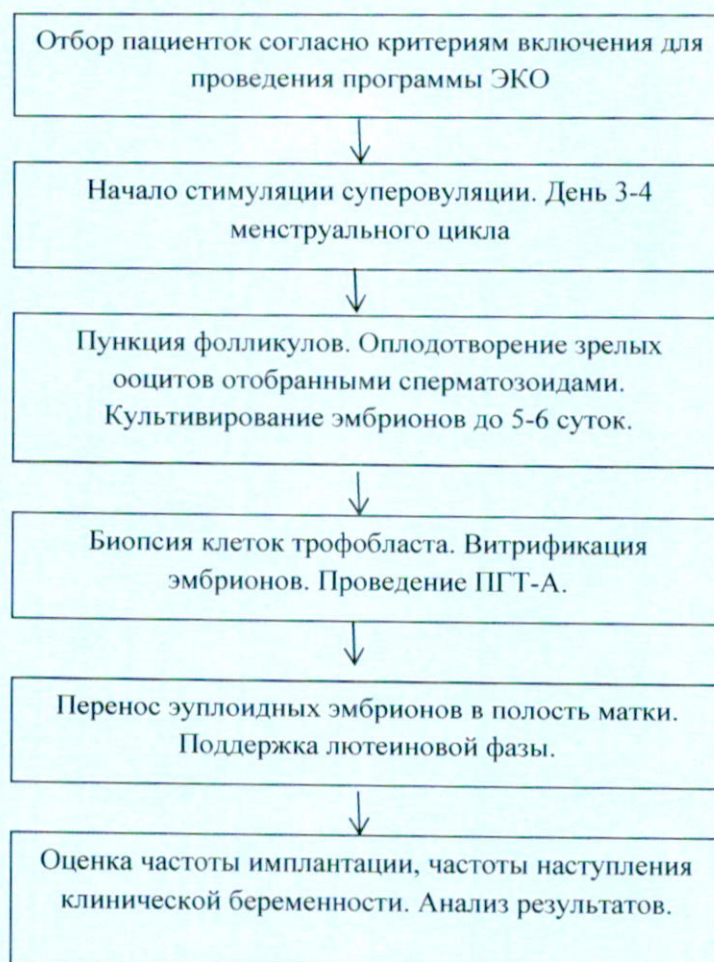 Отбор пациенток согласно критериям включения для
проведения программы ЭКО
Начало стимуляции суперовуляции. День 3-4
менструального цикла
Пункция фолликулов. Оплодотворение зрелых
ооцитов отобранными сперматозоидами.
Культивирование эмбрионов до 5-6 суток.
Биопсия клеток трофобласта. Витрификация
эмбрионов. Проведение ПГТ-А.
Перенос эуплоидных эмбрионов в полость матки.
Поддержка лютеиновой фазы.
Оценка частоты имплантации, частоты наступления
клинической беременности. Анализ результатов.